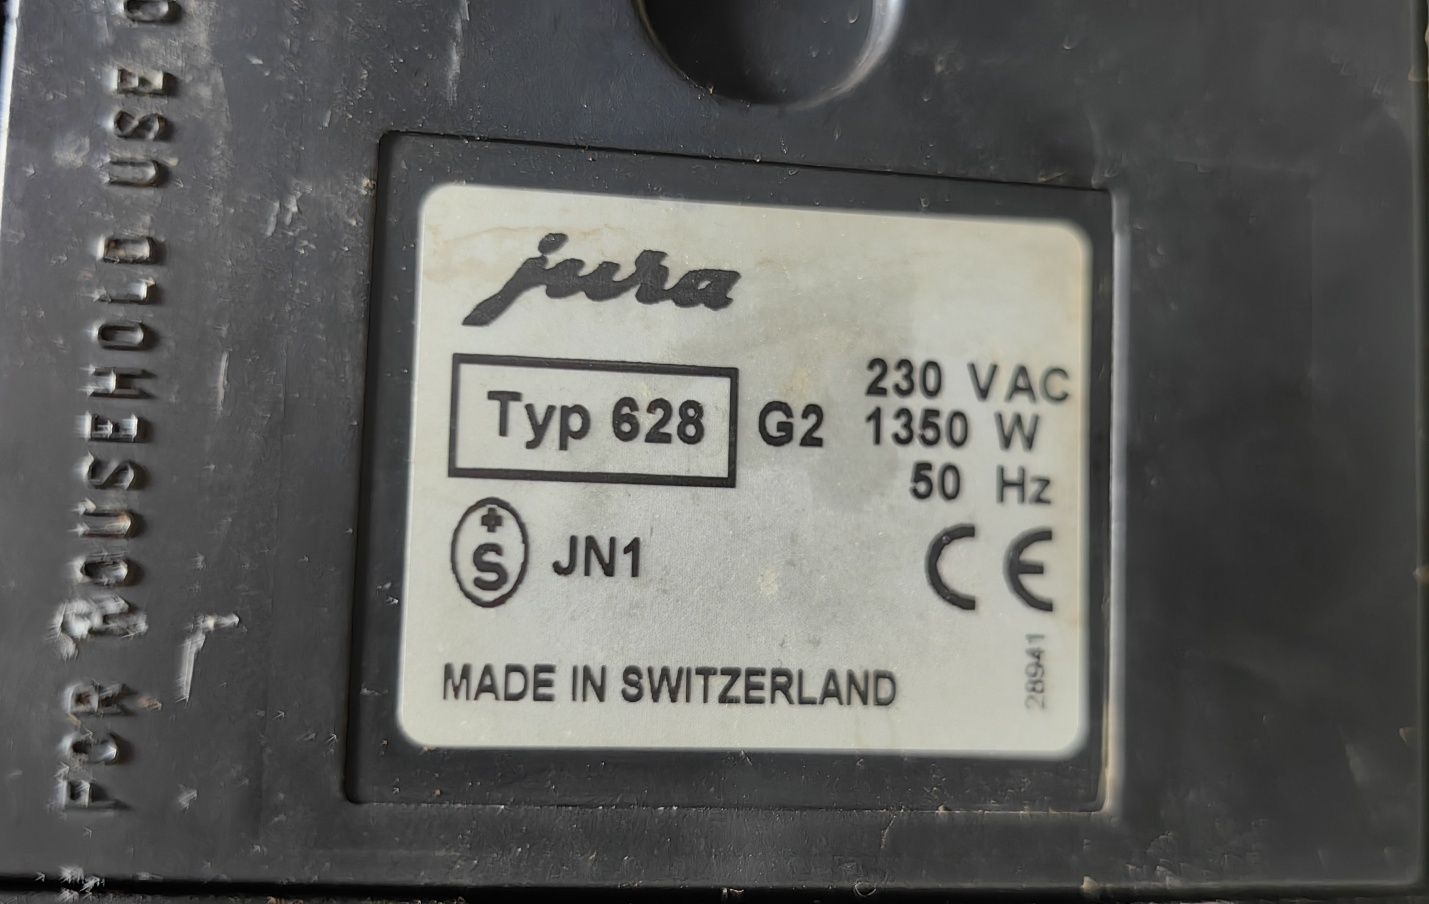 jura
Typ 628 G2
230 VAC
1350 W
50 Hz
+S JN1
CE
MADE IN SWITZERLAND
28941
FOR HOUSEHOLD USE